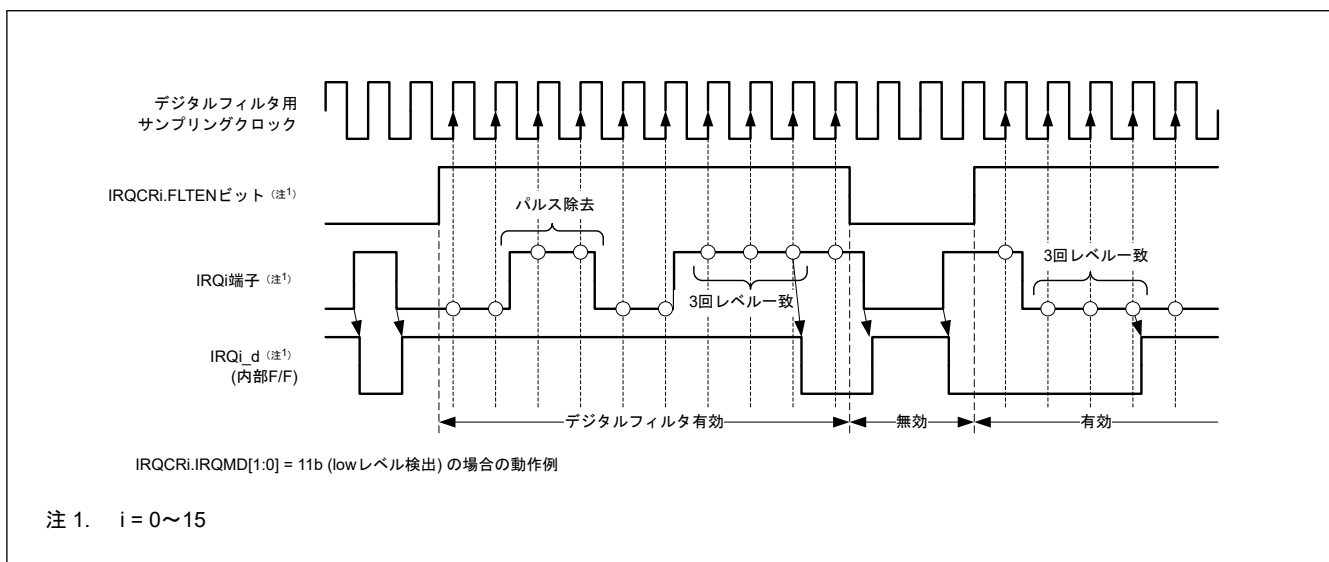 デジタルフィルタ用
サンプリングクロック
IRQCRi.FLTENビット（注1）
パルス除去
IRQi端子（注1）
3回レベル一致
3回レベル一致
IRQi_d（注1）
(内部F/F)
デジタルフィルタ有効
無効
有効
IRQCRi.IRQMD[1:0] = 11b (lowレベル検出) の場合の動作例
注 1. i = 0～15